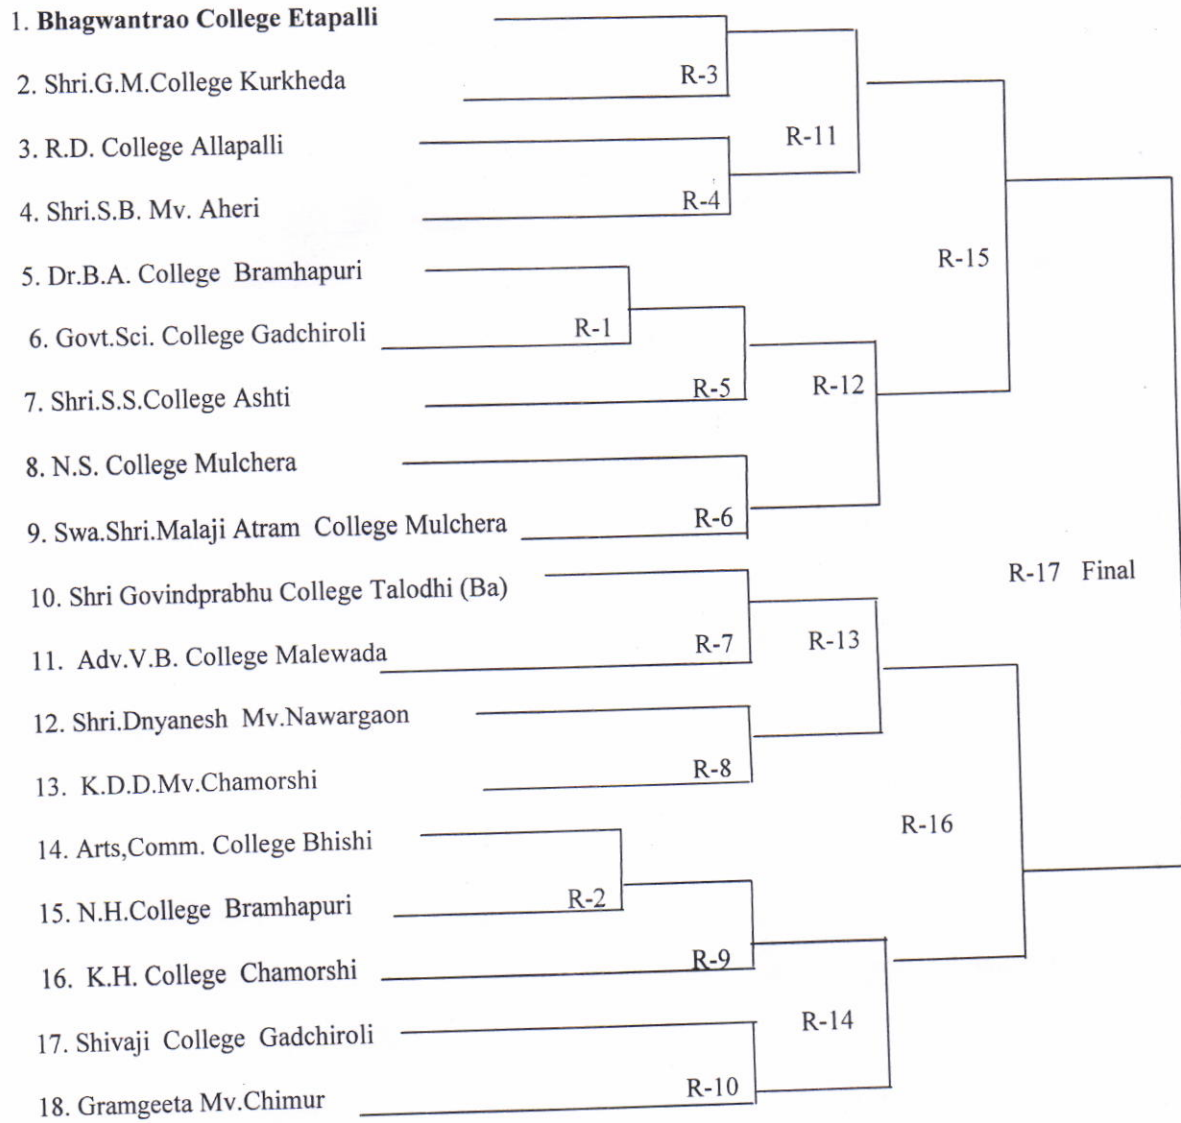 1. Bhagwantrao College Etapalli
2. Shri.G.M.College Kurkheda
R-3
3. R.D. College Allapalli
R-11
4. Shri.S.B. Mv. Aheri
R-4
5. Dr.B.A. College Bramhapuri
R-15
6. Govt.Sci. College Gadchiroli
R-1
7. Shri.S.S.College Ashti
R-5
R-12
8. N.S. College Mulchera
9. Swa.Shri.Malaji Atram College Mulchera
R-6
R-17 Final
10. Shri Govindprabhu College Talodhi (Ba)
11. Adv.V.B. College Malewada
R-7
R-13
12. Shri.Dnyanesh Mv.Nawargaon
13. K.D.D.Mv.Chamorshi
R-8
14. Arts,Comm. College Bhishi
R-16
15. N.H.College Bramhapuri
R-2
16. K.H. College Chamorshi
R-9
17. Shivaji College Gadchiroli
R-14
18. Gramgeeta Mv.Chimur
R-10